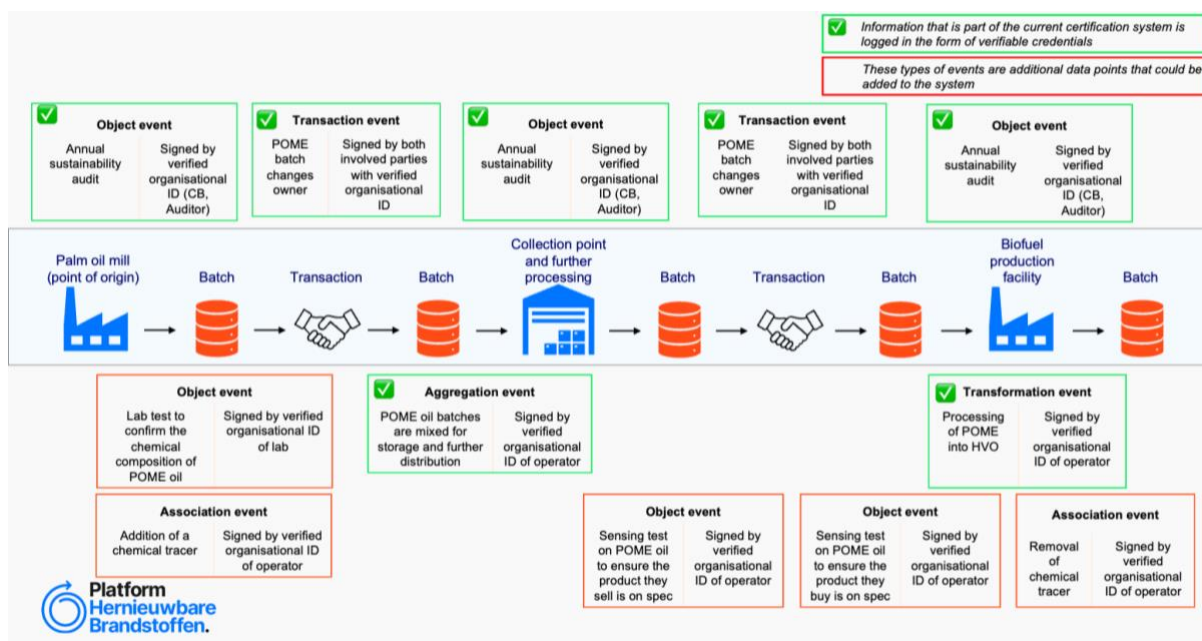 Information that is part of the current certification system is
logged in the form of verifiable credentials
These types of events are additional data points that could be
added to the system
Object event
Annual
sustainability
audit
Signed by
verified
organisational
ID (CB,
Auditor)
Transaction event
POME
batch
changes
owner
Signed by both
involved parties
with verified
organisational
ID
Object event
Annual
sustainability
audit
Signed by
verified
organisational
ID (CB,
Auditor)
Transaction event
POME
batch
changes
owner
Signed by both
involved parties
with verified
organisational
ID
Object event
Annual
sustainability
audit
Signed by
verified
organisational
ID (CB,
Auditor)
Palm oil mill
(point of origin)
Batch
Transaction
Batch
Collection point
and further
processing
Batch
Transaction
Batch
Biofuel
production
facility
Batch
Object event
Lab test to
confirm the
chemical
composition of
POME oil
Signed by verified
organisational ID
of lab
Aggregation event
POME oil batches
are mixed for
storage and further
distribution
Signed by
verified
organisational
ID of operator
Transformation event
Processing
of POME
into HVO
Signed by
verified
organisational
ID of operator
Association event
Addition of a
chemical tracer
Signed by verified
organisational ID
of operator
Object event
Sensing test
on POME oil
to ensure the
product they
sell is on spec
Signed by
verified
organisational
ID of operator
Object event
Sensing test
on POME oil
to ensure the
product they
buy is on spec
Signed by
verified
organisational
ID of operator
Association event
Removal
of
chemical
tracer
Signed by
verified
organisational
ID of operator
Platform
Hernieuwbare
Brandstoffen.